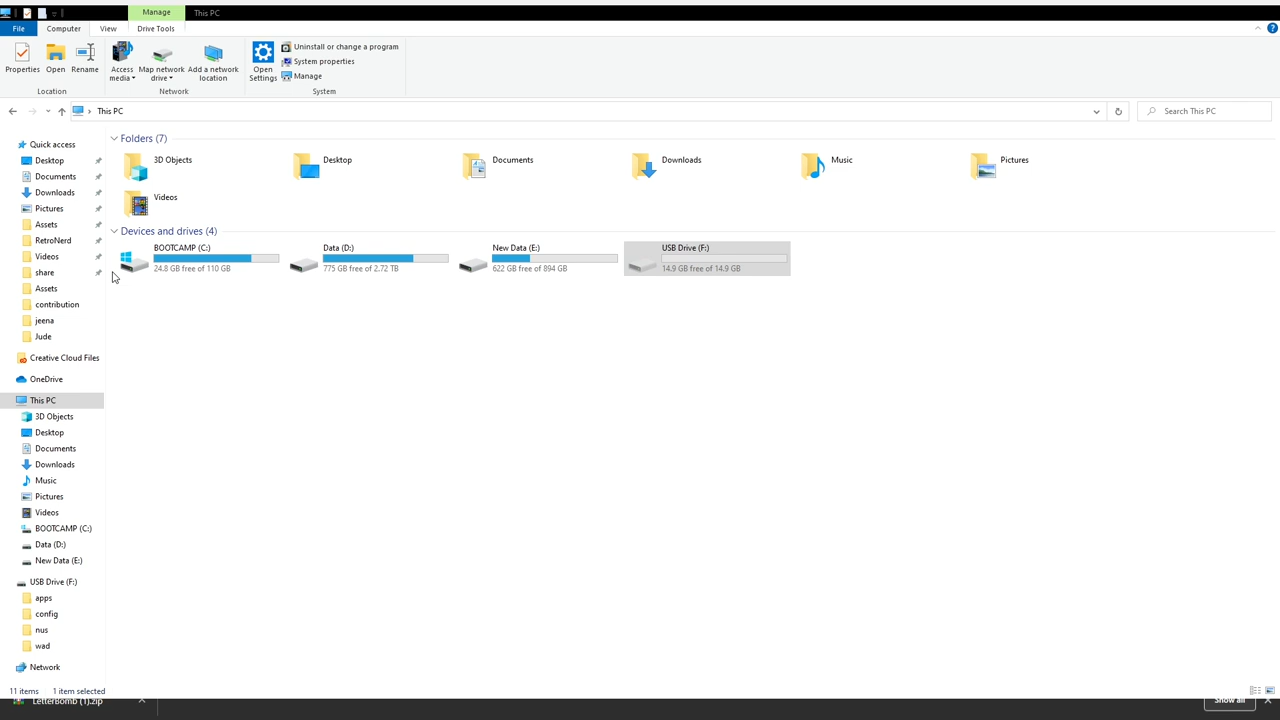 Manage
This PC
File
Computer
View
Drive Tools
Properties
Open
Rename
Access media
Map network drive
Add a network location
Open Settings
Uninstall or change a program
System properties
Manage
Location
Network
System
This PC
Search This PC
Quick access
Desktop
Documents
Downloads
Pictures
Assets
RetroNerd
Videos
share
Assets
contribution
jeena
Jude
Creative Cloud Files
OneDrive
This PC
3D Objects
Desktop
Documents
Downloads
Music
Pictures
Videos
BOOTCAMP (C:)
Data (D:)
New Data (E:)
USB Drive (F:)
apps
config
nus
wad
Network
Folders (7)
3D Objects
Desktop
Documents
Downloads
Music
Pictures
Videos
Devices and drives (4)
BOOTCAMP (C:)
24.8 GB free of 110 GB
Data (D:)
775 GB free of 2.72 TB
New Data (E:)
622 GB free of 894 GB
USB Drive (F:)
14.9 GB free of 14.9 GB
11 items
1 item selected
LetterBomb (1).zip
Show all